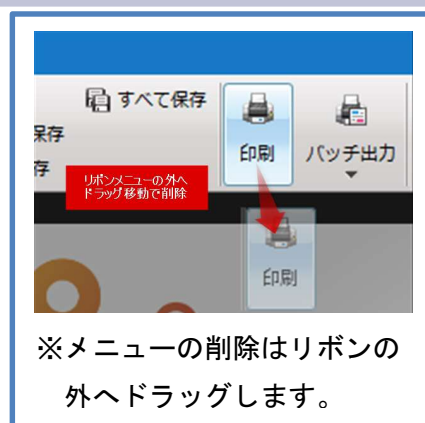 すべて保存
保存
存
印刷
バッチ出力
リボンメニューの外へ
ドラッグ移動で削除
印刷
※メニューの削除はリボンの
外へドラッグします。